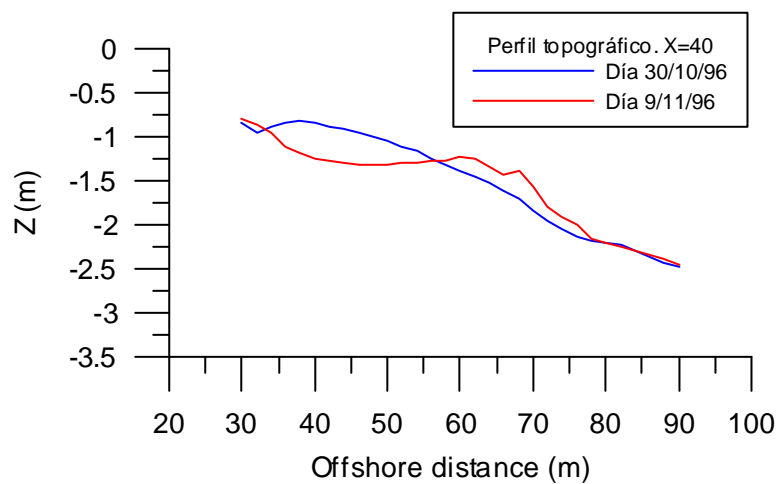 Perfil topográfico. X=40
Día 30/10/96
Día 9/11/96
0
-0.5
-1
-1.5
-2
-2.5
-3
-3.5
Z (m)
20 30 40 50 60 70 80 90 100
Offshore distance (m)